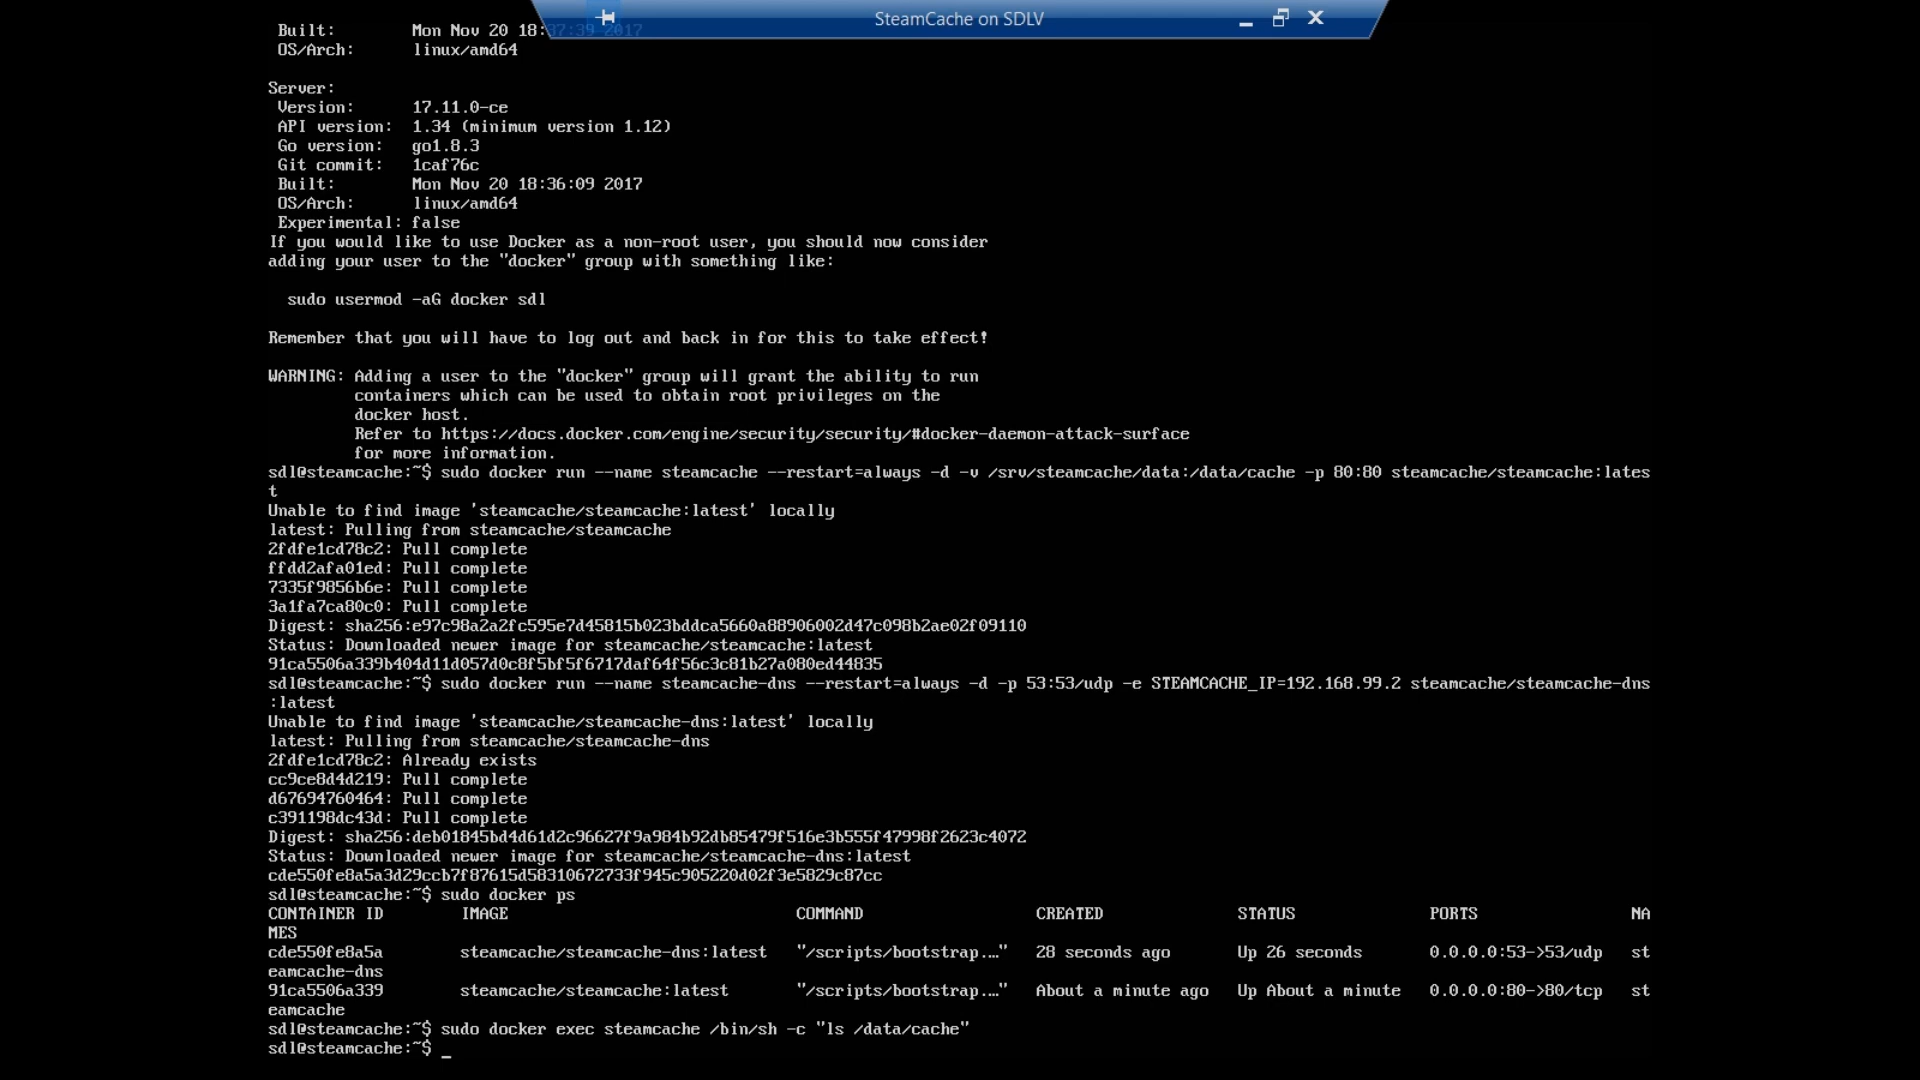 SteamCache on SDLV
Built:        Mon Nov 20 18:37:39 2017
OS/Arch:      linux/amd64
Server:
Version:      17.11.0-ce
API version:  1.34 (minimum version 1.12)
Go version:   go1.8.3
Git commit:   1caf76c
Built:        Mon Nov 20 18:36:09 2017
OS/Arch:      linux/amd64
Experimental: false
If you would like to use Docker as a non-root user, you should now consider
adding your user to the "docker" group with something like:
sudo usermod -aG docker sdl
Remember that you will have to log out and back in for this to take effect!
WARNING: Adding a user to the "docker" group will grant the ability to run
containers which can be used to obtain root privileges on the
docker host.
Refer to https://docs.docker.com/engine/security/security/#docker-daemon-attack-surface
for more information.
sdl@steamcache:~$ sudo docker run --name steamcache --restart=always -d -v /srv/steamcache/data:/data/cache -p 80:80 steamcache/steamcache:lates
t
Unable to find image 'steamcache/steamcache:latest' locally
latest: Pulling from steamcache/steamcache
2fdfe1cd78c2: Pull complete
ffdd2afa01ed: Pull complete
7335f9856b6e: Pull complete
3a1fa7ca80c0: Pull complete
Digest: sha256:e97c98a2a2fc595e7d45815b023bddca5660a88906002d47c098b2ae02f09110
Status: Downloaded newer image for steamcache/steamcache:latest
91ca5506a339b404d11d057d0c8f5bf5f6717daf64f56c3c81b27a080ed44835
sdl@steamcache:~$ sudo docker run --name steamcache-dns --restart=always -d -p 53:53/udp -e STEAMCACHE_IP=192.168.99.2 steamcache/steamcache-dns
:latest
Unable to find image 'steamcache/steamcache-dns:latest' locally
latest: Pulling from steamcache/steamcache-dns
2fdfe1cd78c2: Already exists
cc9ce8d4d219: Pull complete
d67694760464: Pull complete
c391198dc43d: Pull complete
Digest: sha256:deb01845bd4d61d2c96627f9a984b92db85479f516e3b555f47998f2623c4072
Status: Downloaded newer image for steamcache/steamcache-dns:latest
cde550fe8a5a3d29ccb7f87615d58310672733f945c905220d02f3e5829c87cc
sdl@steamcache:~$ sudo docker ps
CONTAINER ID        IMAGE                              COMMAND                  CREATED              STATUS              PORTS                NA
MES
cde550fe8a5a        steamcache/steamcache-dns:latest   "/scripts/bootstrap.…"   28 seconds ago       Up 26 seconds       0.0.0.0:53->53/udp   st
eamcache-dns
91ca5506a339        steamcache/steamcache:latest       "/scripts/bootstrap.…"   About a minute ago   Up About a minute   0.0.0.0:80->80/tcp   st
eamcache
sdl@steamcache:~$ sudo docker exec steamcache /bin/sh -c "ls /data/cache"
sdl@steamcache:~$ _